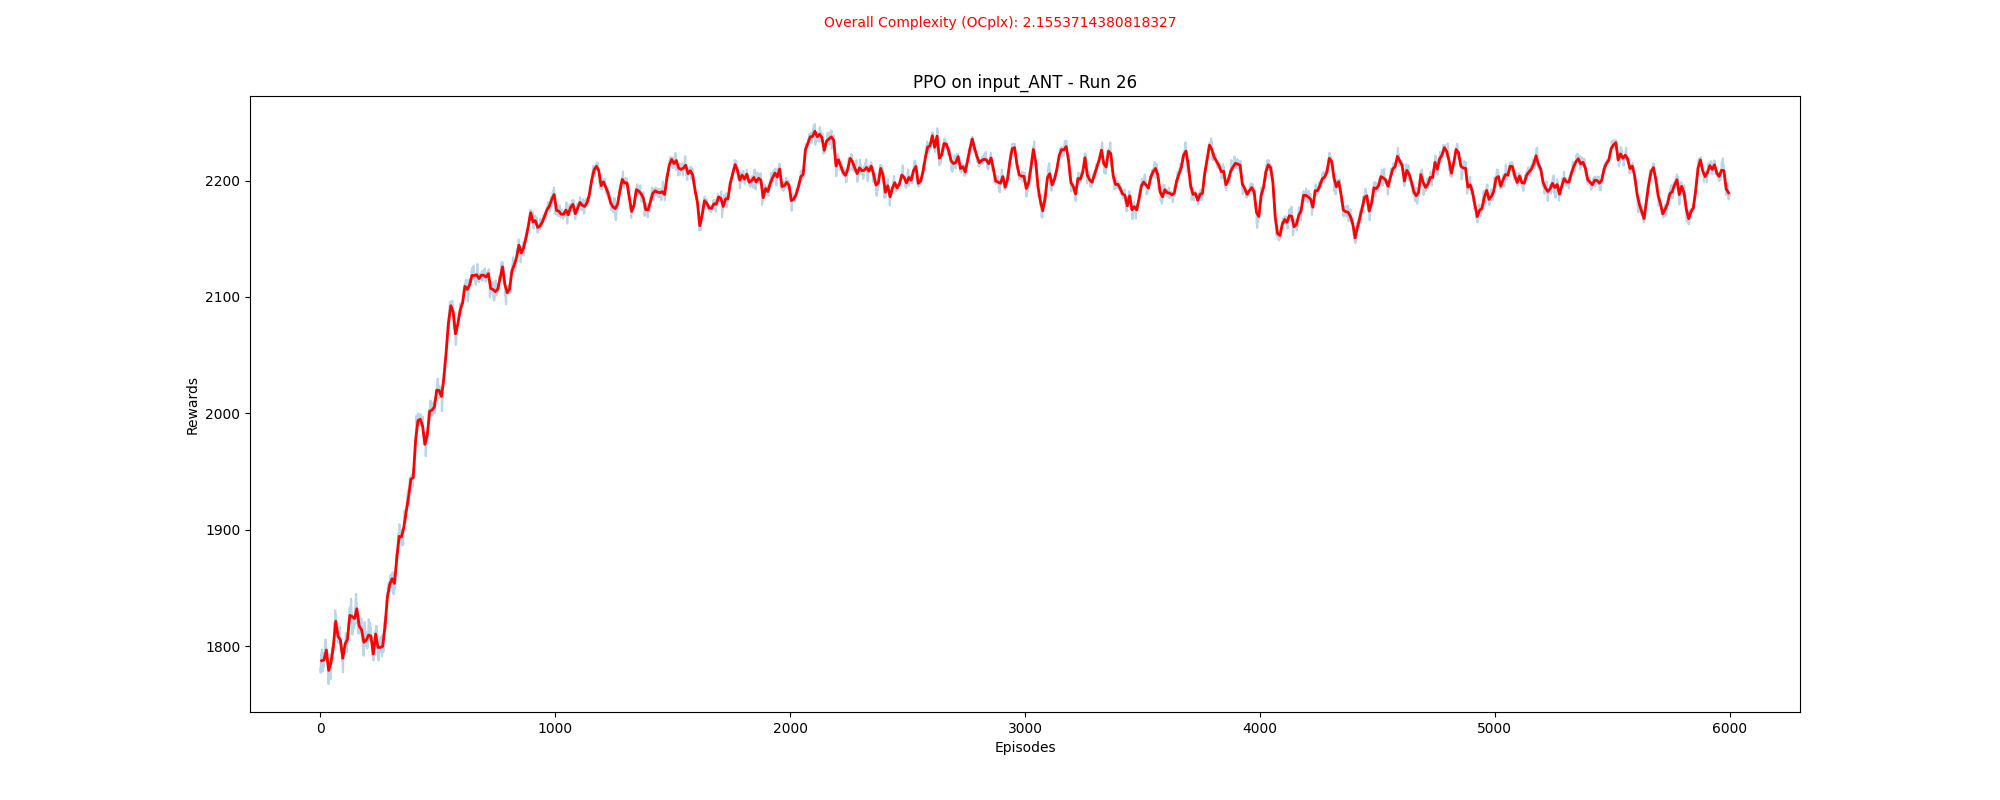 Overall Complexity (OCplx): 2.1553714380818327
PPO on input_ANT - Run 26
Rewards
2200
2100
2000
1900
1800
0 1000 2000 3000 4000 5000 6000
Episodes